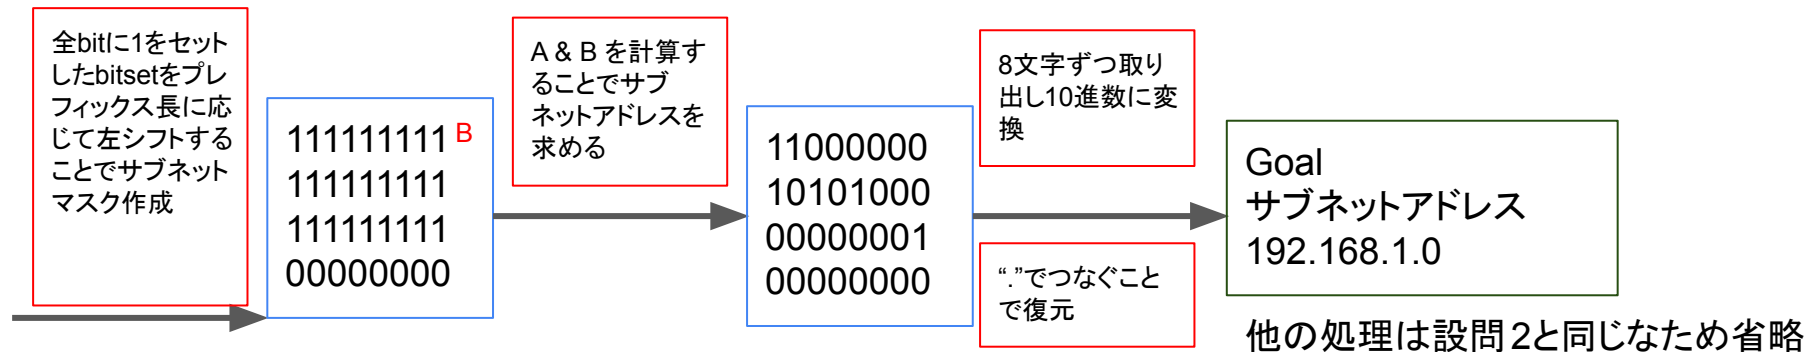 全bitに1をセット
したbitsetをプレ
フィックス長に応
じて左シフトする
ことでサブネット
マスク作成
111111111 B
111111111
111111111
00000000
A & B を計算す
ることでサブ
ネットアドレスを
求める
11000000
10101000
00000001
00000000
8文字ずつ取り
出し10進数に変
換
“.”でつなぐこと
で復元
Goal
サブネットアドレス
192.168.1.0
他の処理は設問2と同じなため省略